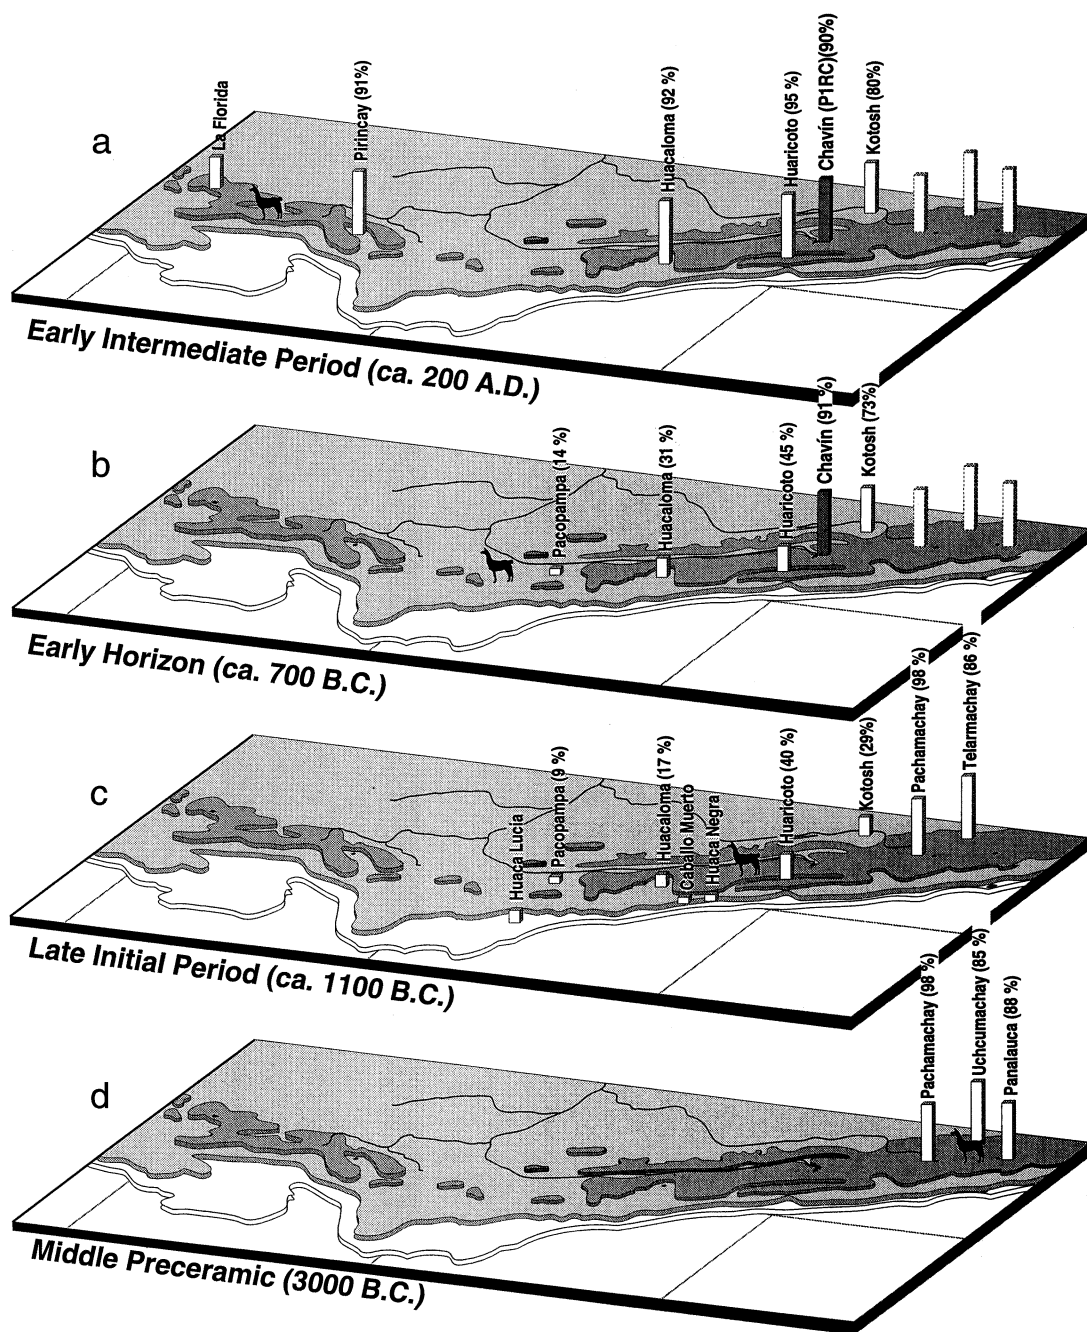 a
La Florida
Pirincay (91%)
Huacaloma (92 %)
Huaricoto (95 %)
Chavín (P1RC)(90%)
Kotosh (80%)
Early Intermediate Period (ca. 200 A.D.)
b
Pacopampa (14 %)
Huacaloma (31 %)
Huaricoto (45 %)
Chavín (91 %)
Kotosh (73%)
Early Horizon (ca. 700 B.C.)
c
Huaca Lucia
Pacopampa (9 %)
Huacaloma (17 %)
Caballo Muerto
Huaca Negra
Huaricoto (40 %)
Kotosh (29%)
Pachamachay (98 %)
Telarmachay (86 %)
Late Initial Period (ca. 1100 B.C.)
d
Pachamachay (98 %)
Uchcumachay (85 %)
Panalauca (88 %)
Middle Preceramic (3000 B.C.)